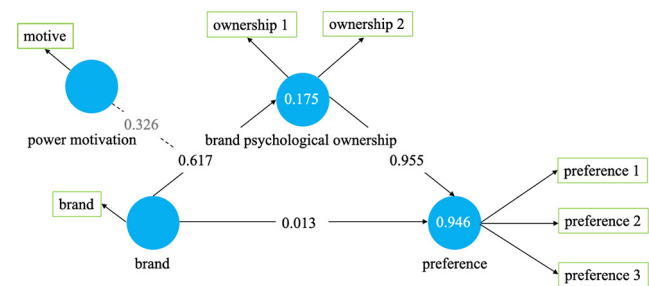 ownership 1
ownership 2
motive
0.175
0.326
power motivation
brand psychological ownership
0.617
0.955
preference 1
brand
0.013
0.946
preference 2
brand
preference
preference 3